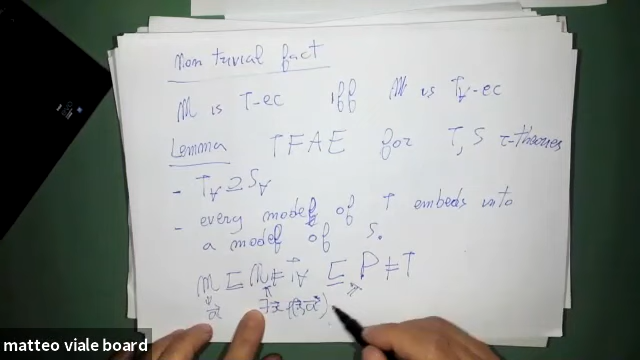 Non trivial fact
M is T-ec iff M is T∀-ec
Lemma TFAE for T, S τ-theories
- T∀ ⊇ S∀
- every model of T embeds into
a model of S.
M ⊑ N ⊨ T∀ ⊑ P ⊨ T
a⃗ ∃x⃗
matteo viale board